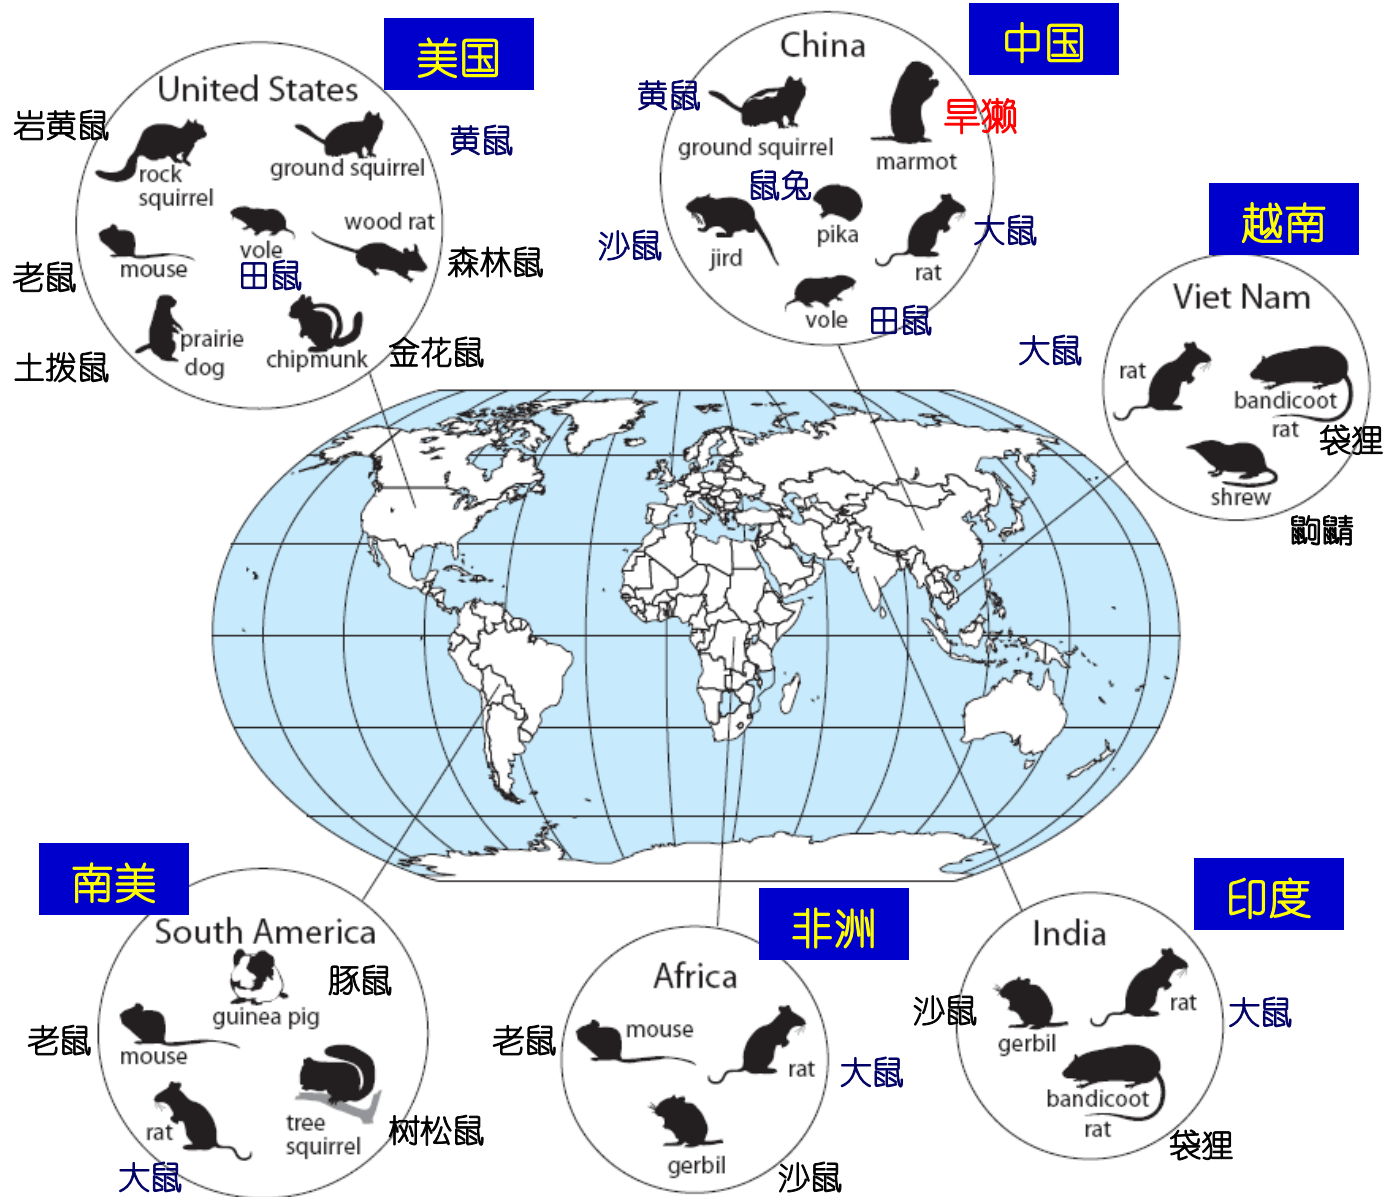 美国
United States
岩黄鼠
rock
squirrel
ground squirrel
黄鼠
mouse
老鼠
vole
田鼠
wood rat
森林鼠
prairie
dog
土拨鼠
chipmunk
金花鼠
中国
China
黄鼠
ground squirrel
旱獭
marmot
沙鼠
jird
鼠兔
pika
大鼠
rat
vole
田鼠
越南
Viet Nam
大鼠
rat
bandicoot
rat
袋狸
shrew
鼩鼱
南美
South America
guinea pig
豚鼠
老鼠
mouse
rat
大鼠
tree
squirrel
树松鼠
非洲
Africa
老鼠
mouse
rat
大鼠
gerbil
沙鼠
印度
India
沙鼠
gerbil
rat
大鼠
bandicoot
rat
袋狸